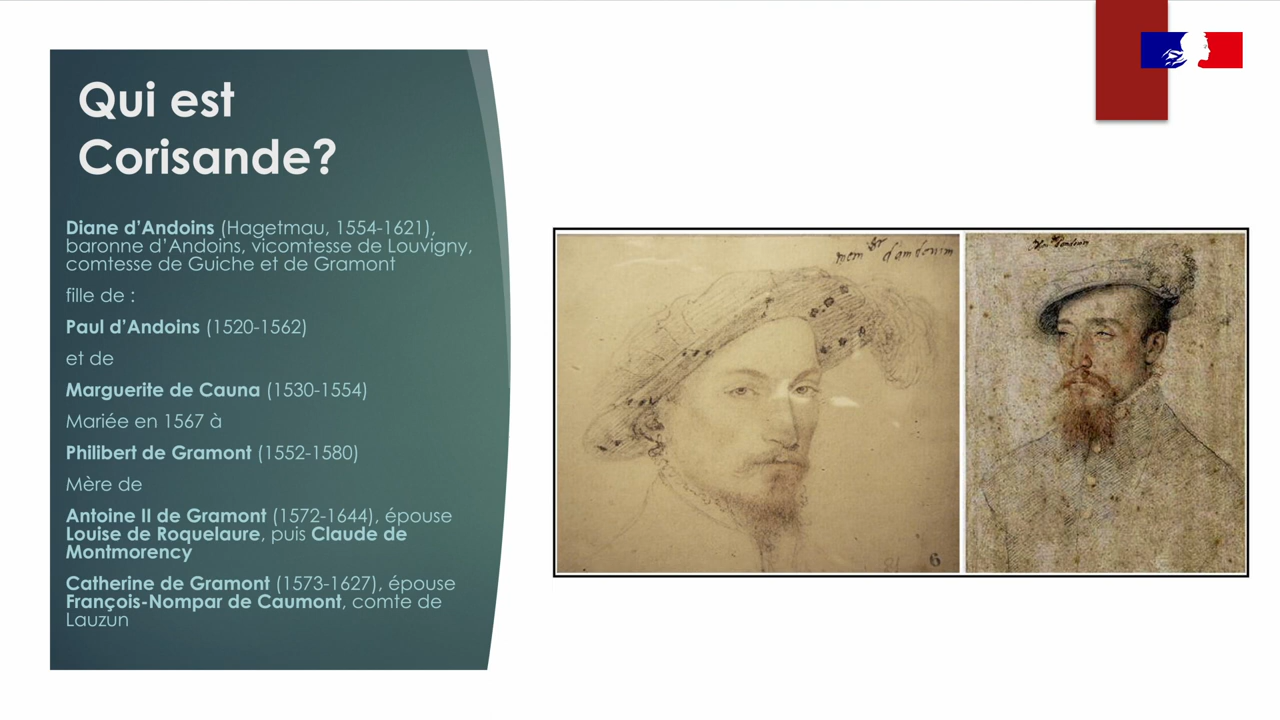 Qui est
Corisande?
Diane d’Andoins (Hagetmau, 1554-1621),
baronne d’Andoins, vicomtesse de Louvigny,
comtesse de Guiche et de Gramont
fille de :
Paul d’Andoins (1520-1562)
et de
Marguerite de Cauna (1530-1554)
Mariée en 1567 à
Philibert de Gramont (1552-1580)
Mère de
Antoine II de Gramont (1572-1644), épouse
Louise de Roquelaure, puis Claude de
Montmorency
Catherine de Gramont (1573-1627), épouse
François-Nompar de Caumont, comte de
Lauzun
6